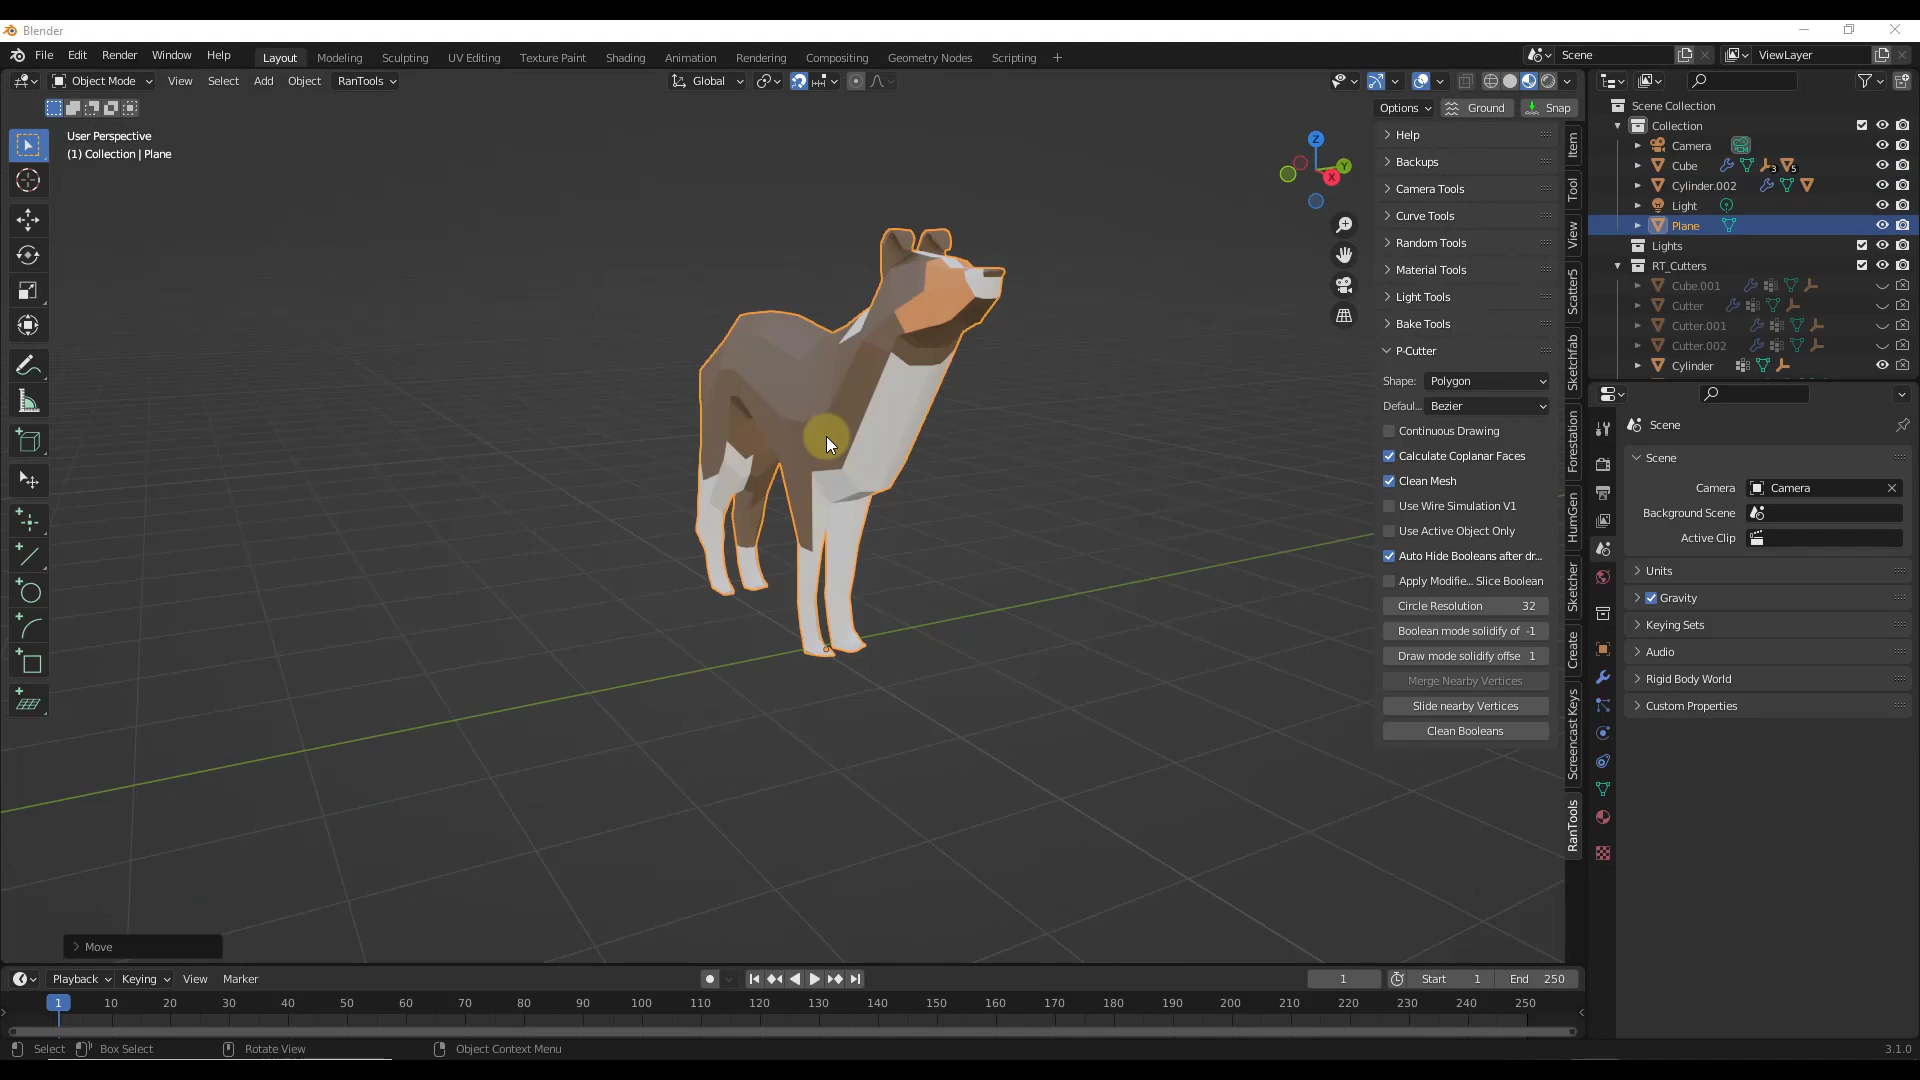 Blender
File Edit Render Window Help
Layout Modeling Sculpting UV Editing Texture Paint Shading Animation Rendering Compositing Geometry Nodes Scripting +
Scene ViewLayer
Object Mode View Select Add Object RanTools Global
Options Ground Snap
User Perspective
(1) Collection | Plane
Z
Y
X
Help
Backups
Camera Tools
Curve Tools
Random Tools
Material Tools
Light Tools
Bake Tools
P-Cutter
Shape: Polygon
Defaul... Bezier
Continuous Drawing
Calculate Coplanar Faces
Clean Mesh
Use Wire Simulation V1
Use Active Object Only
Auto Hide Booleans after dr...
Apply Modifie... Slice Boolean
Circle Resolution 32
Boolean mode solidify of -1
Draw mode solidify offse 1
Merge Nearby Vertices
Slide nearby Vertices
Clean Booleans
Item
Tool
View
Scatter5
Sketchfab
Forestation
HumGen
Sketcher
Create
Screencast Keys
RanTools
Scene Collection
Collection
Camera
Cube 3 5
Cylinder.002
Light
Plane
Lights
RT_Cutters
Cube.001
Cutter
Cutter.001
Cutter.002
Cylinder
Scene
Scene
Camera Camera
Background Scene
Active Clip
Units
Gravity
Keying Sets
Audio
Rigid Body World
Custom Properties
Move
Playback Keying View Marker
1 Start 1 End 250
1 10 20 30 40 50 60 70 80 90 100 110 120 130 140 150 160 170 180 190 200 210 220 230 240 250
Select Box Select Rotate View Object Context Menu 3.1.0